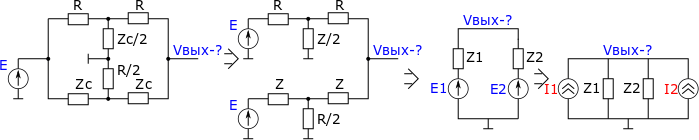 R R
Zc/2
Vвых-?
E
R/2
Zc Zc
R R
E
Z/2
Vвых-?
Z Z
E
R/2
Vвых-?
Z1 Z2
E1 E2
Vвых-?
I1 Z1 Z2 I2